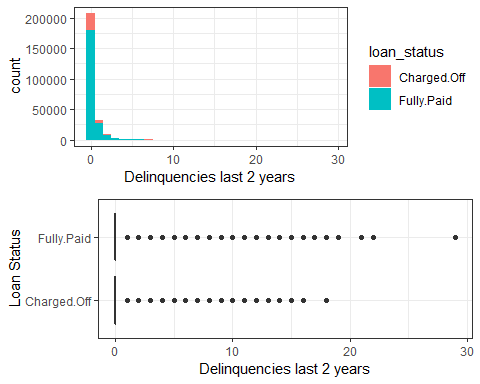 200000
150000
100000
50000
0
count
0 10 20 30
Delinquencies last 2 years
loan_status
Charged.Off
Fully.Paid
Loan Status
Fully.Paid
Charged.Off
0 10 20 30
Delinquencies last 2 years